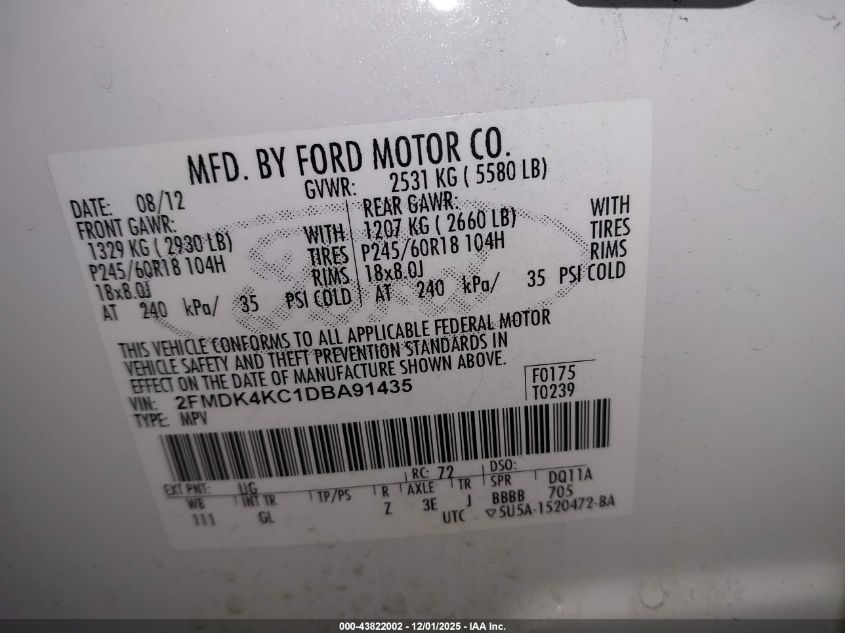 MFD. BY FORD MOTOR CO.
DATE: 08/12 GVWR: 2531 KG ( 5580 LB)
FRONT GAWR: REAR GAWR:
1329 KG ( 2930 LB) WITH 1207 KG ( 2660 LB) WITH
P245/60R18 104H TIRES P245/60R18 104H TIRES
18x8.0J RIMS 18x8.0J RIMS
AT 240 kPa/ 35 PSI COLD AT 240 kPa/ 35 PSI COLD
THIS VEHICLE CONFORMS TO ALL APPLICABLE FEDERAL MOTOR
VEHICLE SAFETY AND THEFT PREVENTION STANDARDS IN
EFFECT ON THE DATE OF MANUFACTURE SHOWN ABOVE.
VIN: 2FMDK4KC1DBA91435 F0175
TYPE: MPV T0239
EXT PNT: UG RC: 72 DSO:
WB INT TR TP/PS R AXLE TR SPR DQ11A
111 GL Z 3E J BBBB 705
UTC ▽5U5A-1520472-BA
000-43822002 - 12/01/2025 - IAA Inc.